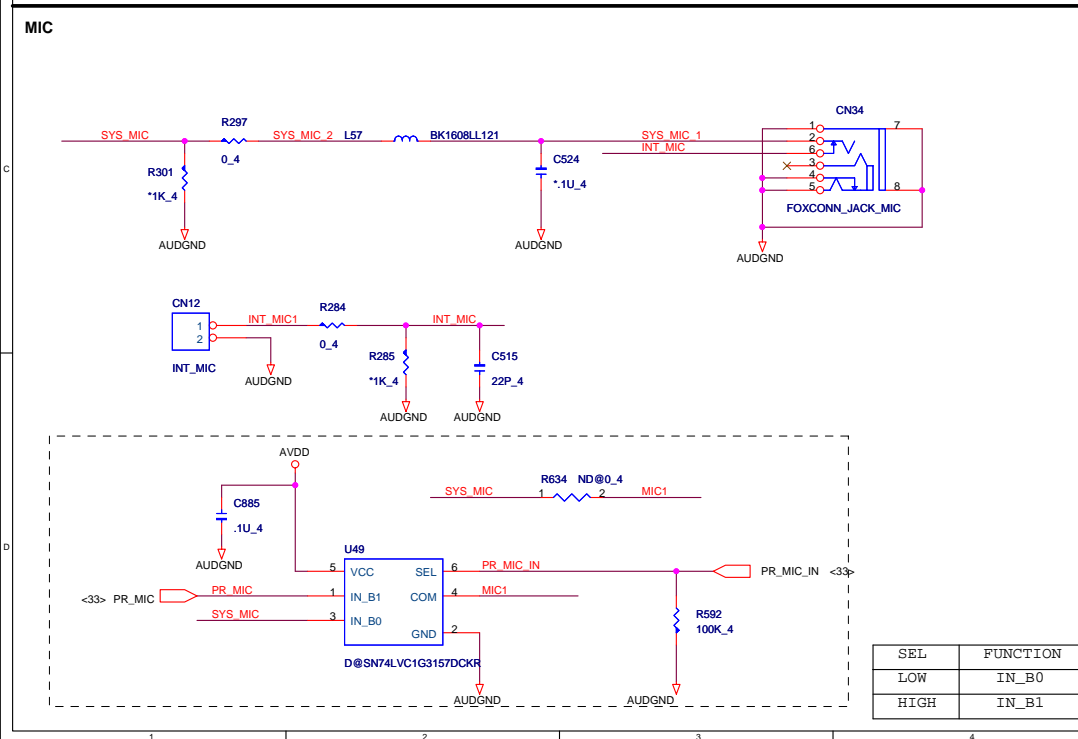 MIC
SYS_MIC
R297
0_4
SYS_MIC_2
L57
BK1608LL121
SYS_MIC_1
INT_MIC
CN34
1
2
6
3
4
5
7
8
FOXCONN_JACK_MIC
R301
*1K_4
AUDGND
C524
*.1U_4
AUDGND
AUDGND
C
CN12
1
2
INT_MIC
INT_MIC1
AUDGND
R284
0_4
INT_MIC
R285
*1K_4
AUDGND
C515
22P_4
AUDGND
AVDD
C885
.1U_4
AUDGND
SYS_MIC
R634 ND@0_4
1
2
MIC1
D
U49
5 VCC
SEL 6
PR_MIC_IN
PR_MIC_IN <33>
<33> PR_MIC
PR_MIC
1 IN_B1
COM 4
MIC1
SYS_MIC
3 IN_B0
GND 2
D@SN74LVC1G3157DCKR
AUDGND
R592
100K_4
AUDGND
SEL FUNCTION
LOW IN_B0
HIGH IN_B1
1 2 3 4